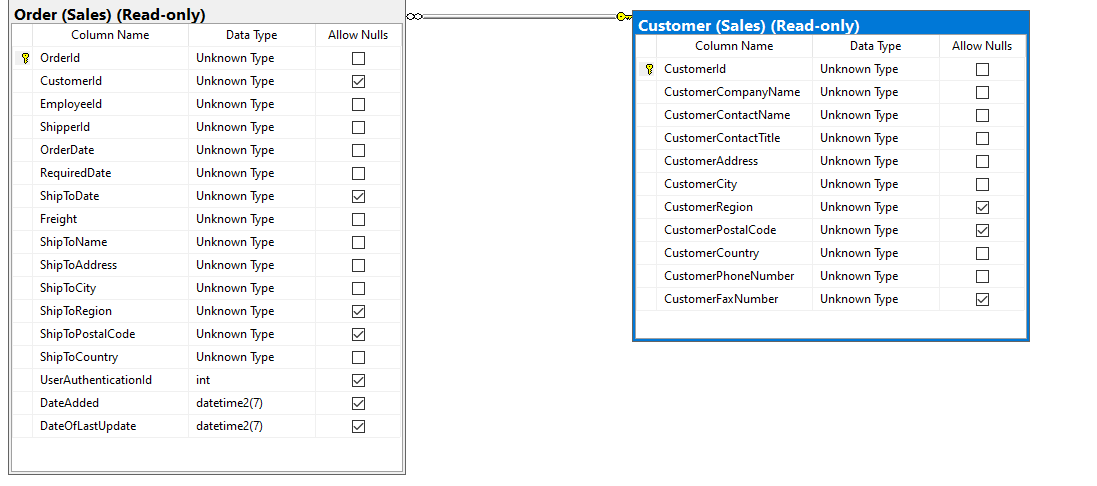 Order (Sales) (Read-only)
Column Name Data Type Allow Nulls
OrderId Unknown Type
CustomerId Unknown Type
EmployeeId Unknown Type
ShipperId Unknown Type
OrderDate Unknown Type
RequiredDate Unknown Type
ShipToDate Unknown Type
Freight Unknown Type
ShipToName Unknown Type
ShipToAddress Unknown Type
ShipToCity Unknown Type
ShipToRegion Unknown Type
ShipToPostalCode Unknown Type
ShipToCountry Unknown Type
UserAuthenticationId int
DateAdded datetime2(7)
DateOfLastUpdate datetime2(7)
Customer (Sales) (Read-only)
Column Name Data Type Allow Nulls
CustomerId Unknown Type
CustomerCompanyName Unknown Type
CustomerContactName Unknown Type
CustomerContactTitle Unknown Type
CustomerAddress Unknown Type
CustomerCity Unknown Type
CustomerRegion Unknown Type
CustomerPostalCode Unknown Type
CustomerCountry Unknown Type
CustomerPhoneNumber Unknown Type
CustomerFaxNumber Unknown Type